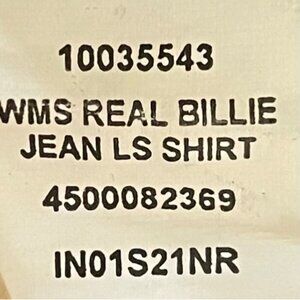 10035543
WMS REAL BILLIE
JEAN LS SHIRT
4500082369
IN01S21NR